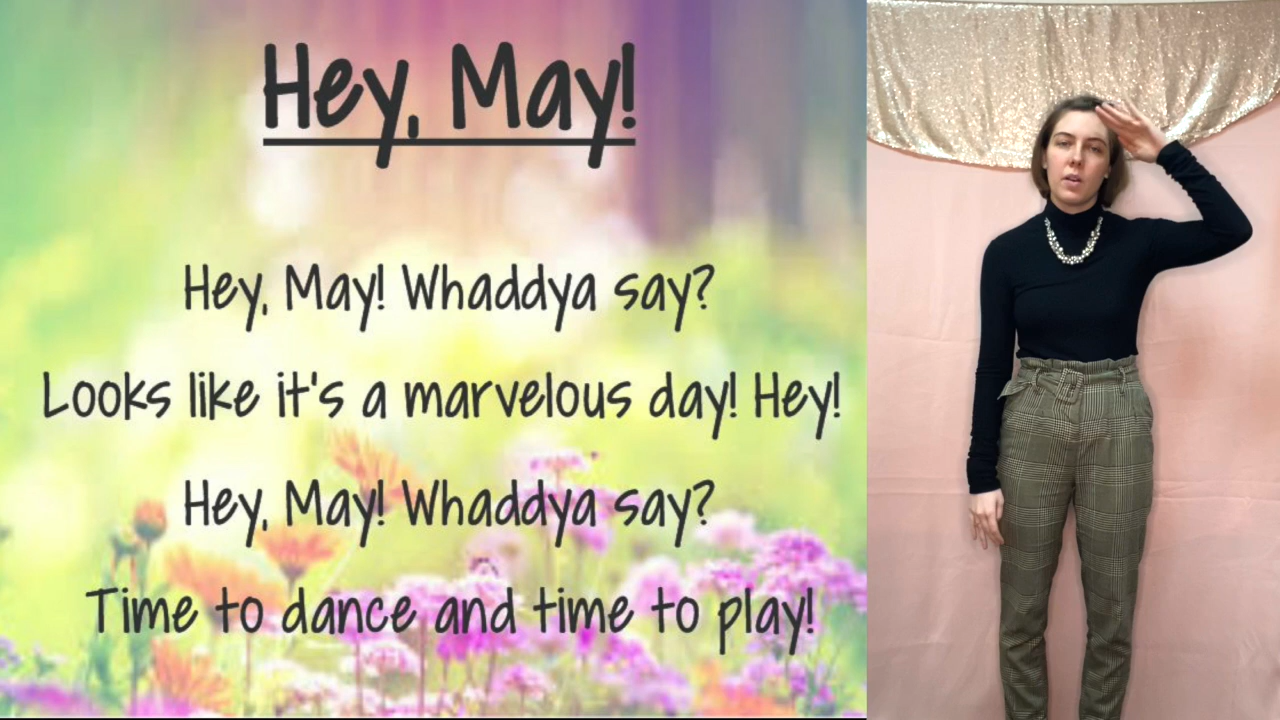 Hey, May!
Hey, May! Whaddya say?
Looks like it's a marvelous day! Hey!
Hey, May! Whaddya say?
Time to dance and time to play!